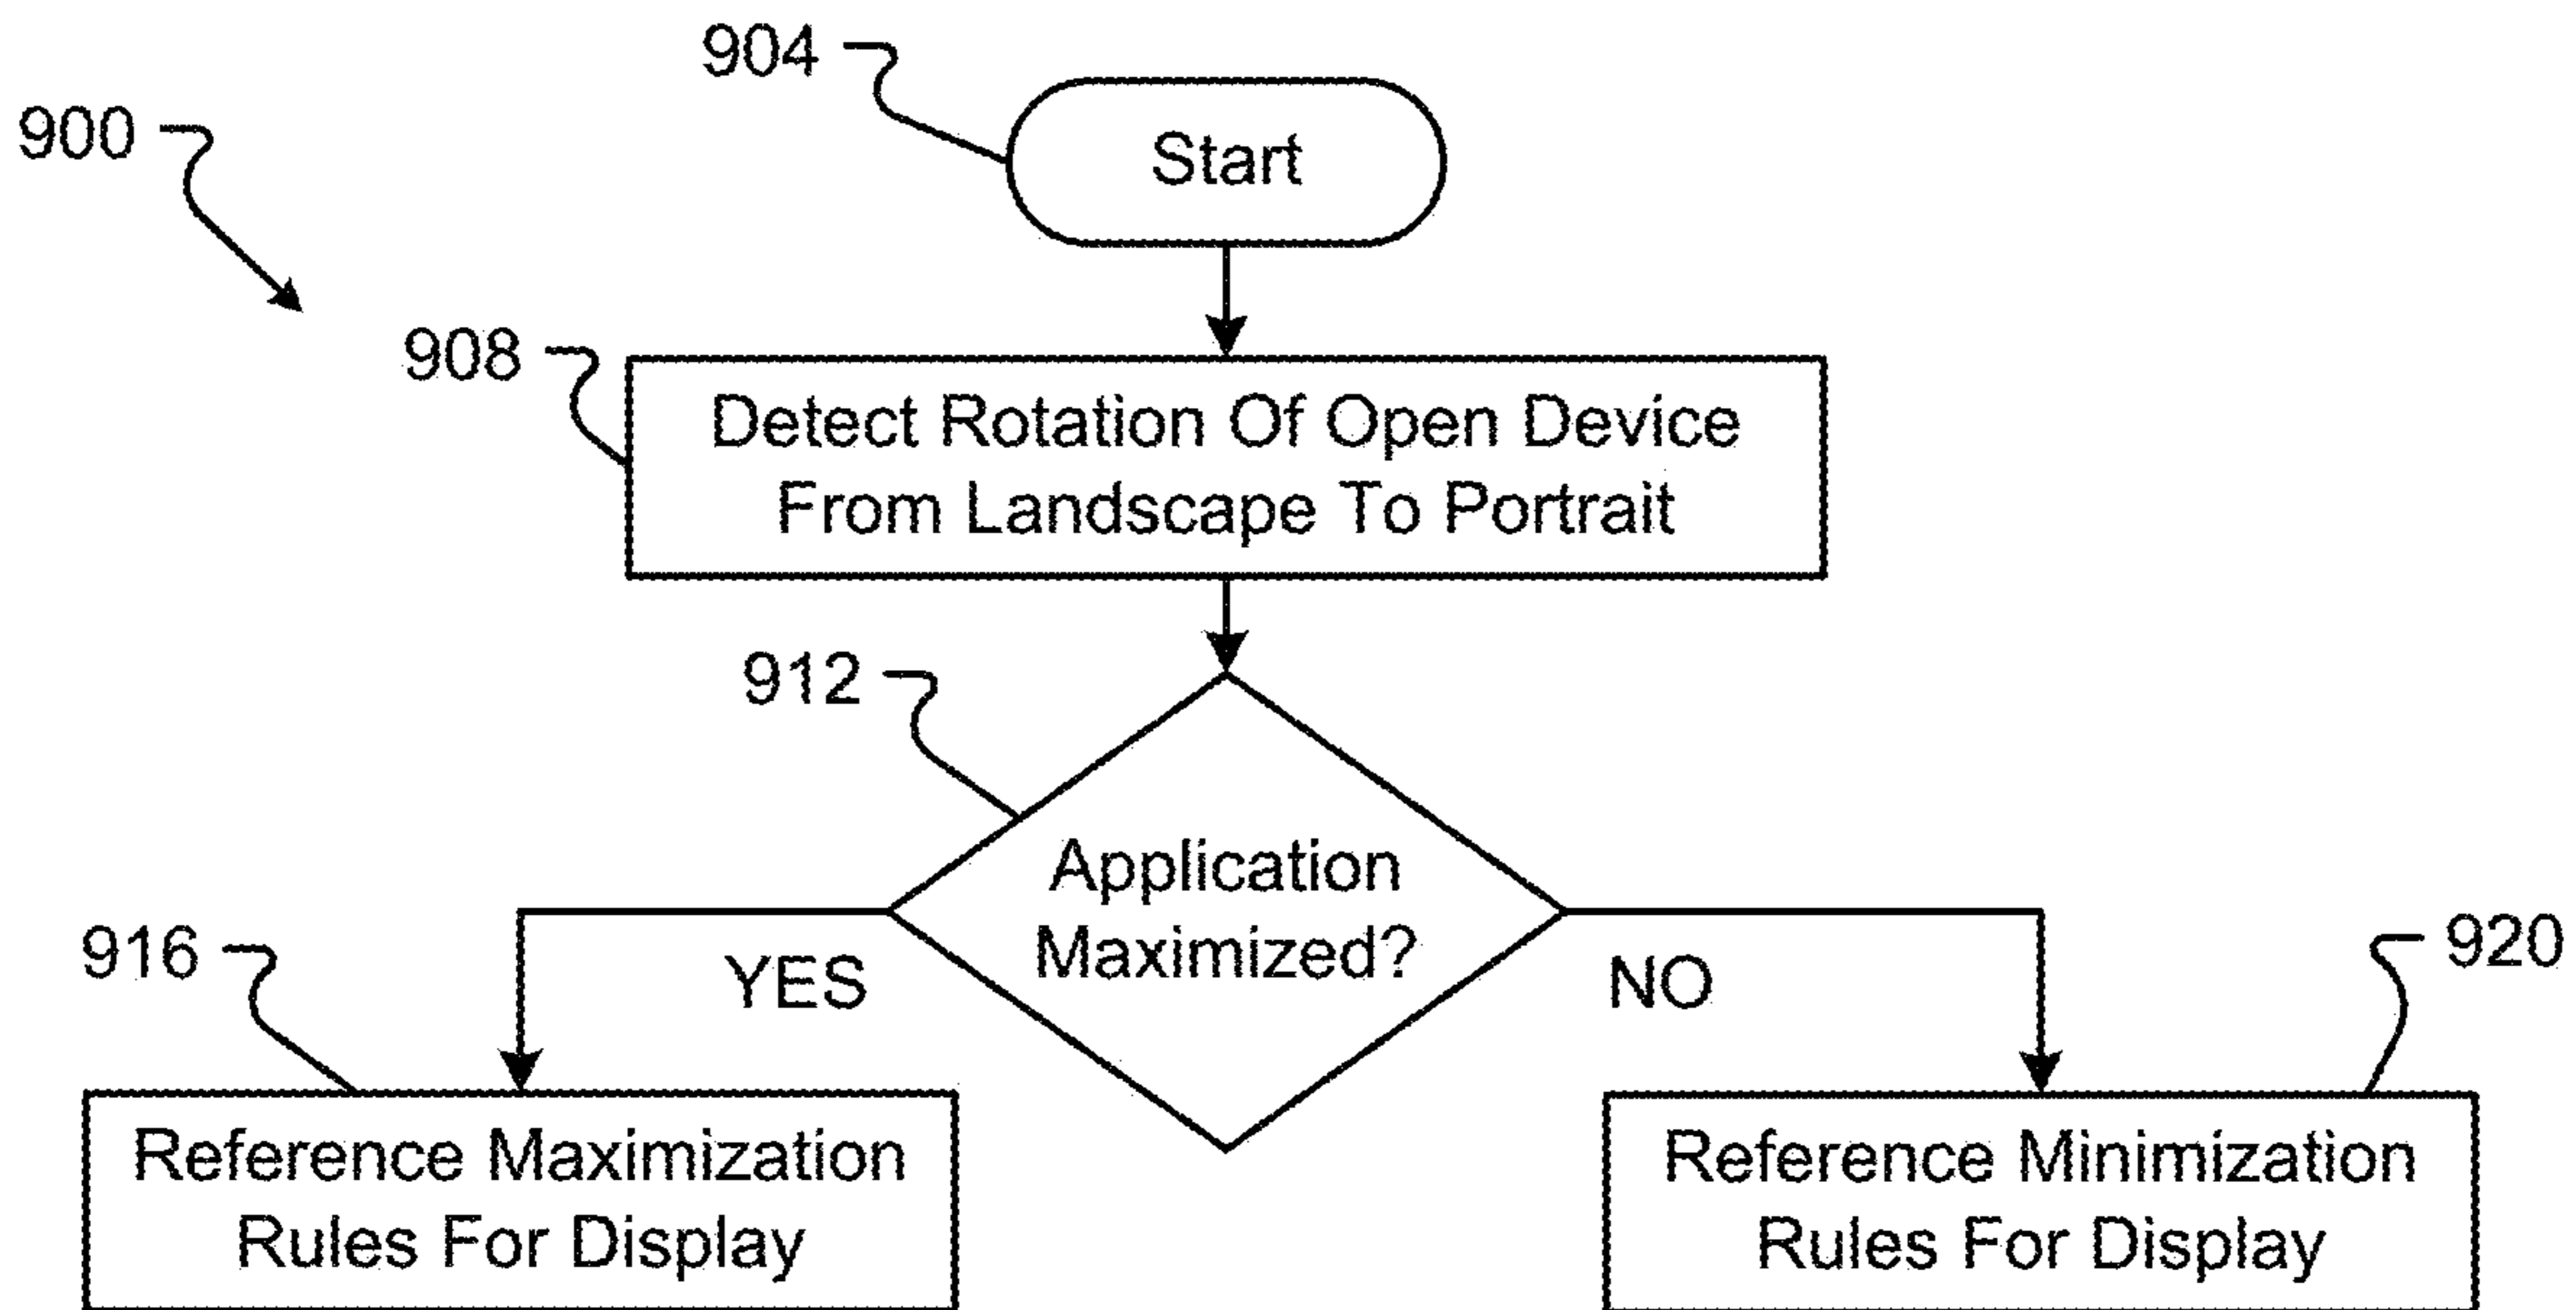 904
Start
900
908
Detect Rotation Of Open Device
From Landscape To Portrait
912
Application
Maximized?
YES
NO
916
920
Reference Maximization
Rules For Display
Reference Minimization
Rules For Display